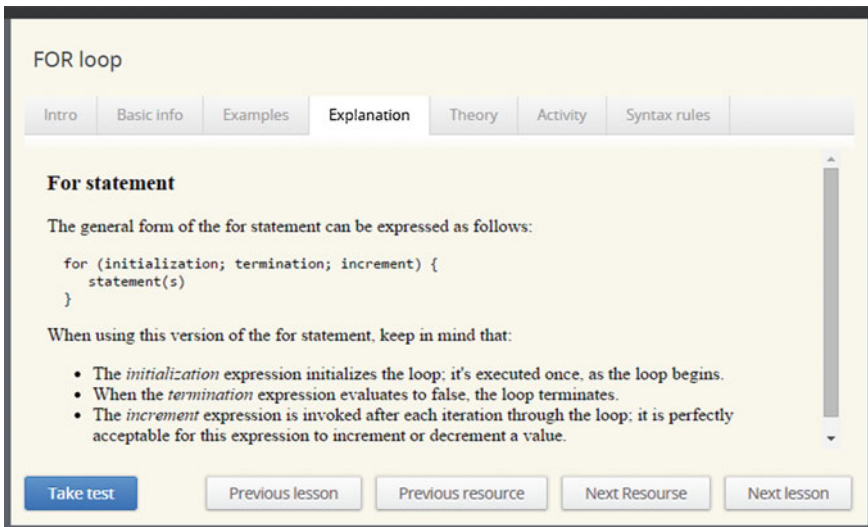 FOR loop
Intro Basic info Examples Explanation Theory Activity Syntax rules
For statement
The general form of the for statement can be expressed as follows:
for (initialization; termination; increment) {
statement(s)
}
When using this version of the for statement, keep in mind that:
• The initialization expression initializes the loop; it's executed once, as the loop begins.
• When the termination expression evaluates to false, the loop terminates.
• The increment expression is invoked after each iteration through the loop; it is perfectly
acceptable for this expression to increment or decrement a value.
Take test Previous lesson Previous resource Next Resourse Next lesson